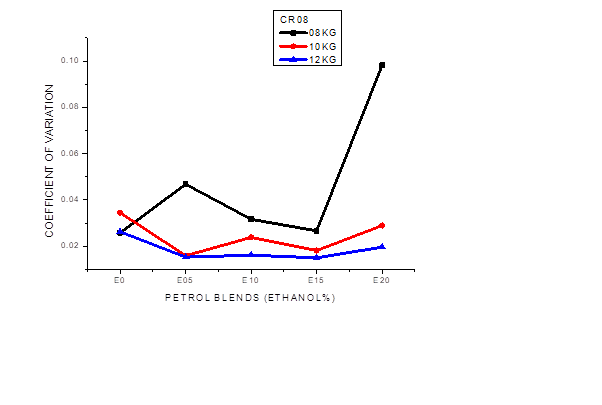 CR08
08KG
10KG
12KG
0.10
0.08
0.06
0.04
0.02
COEFFICIENT OF VARIATION
E0 E05 E10 E15 E20
PETROL BLENDS (ETHANOL%)